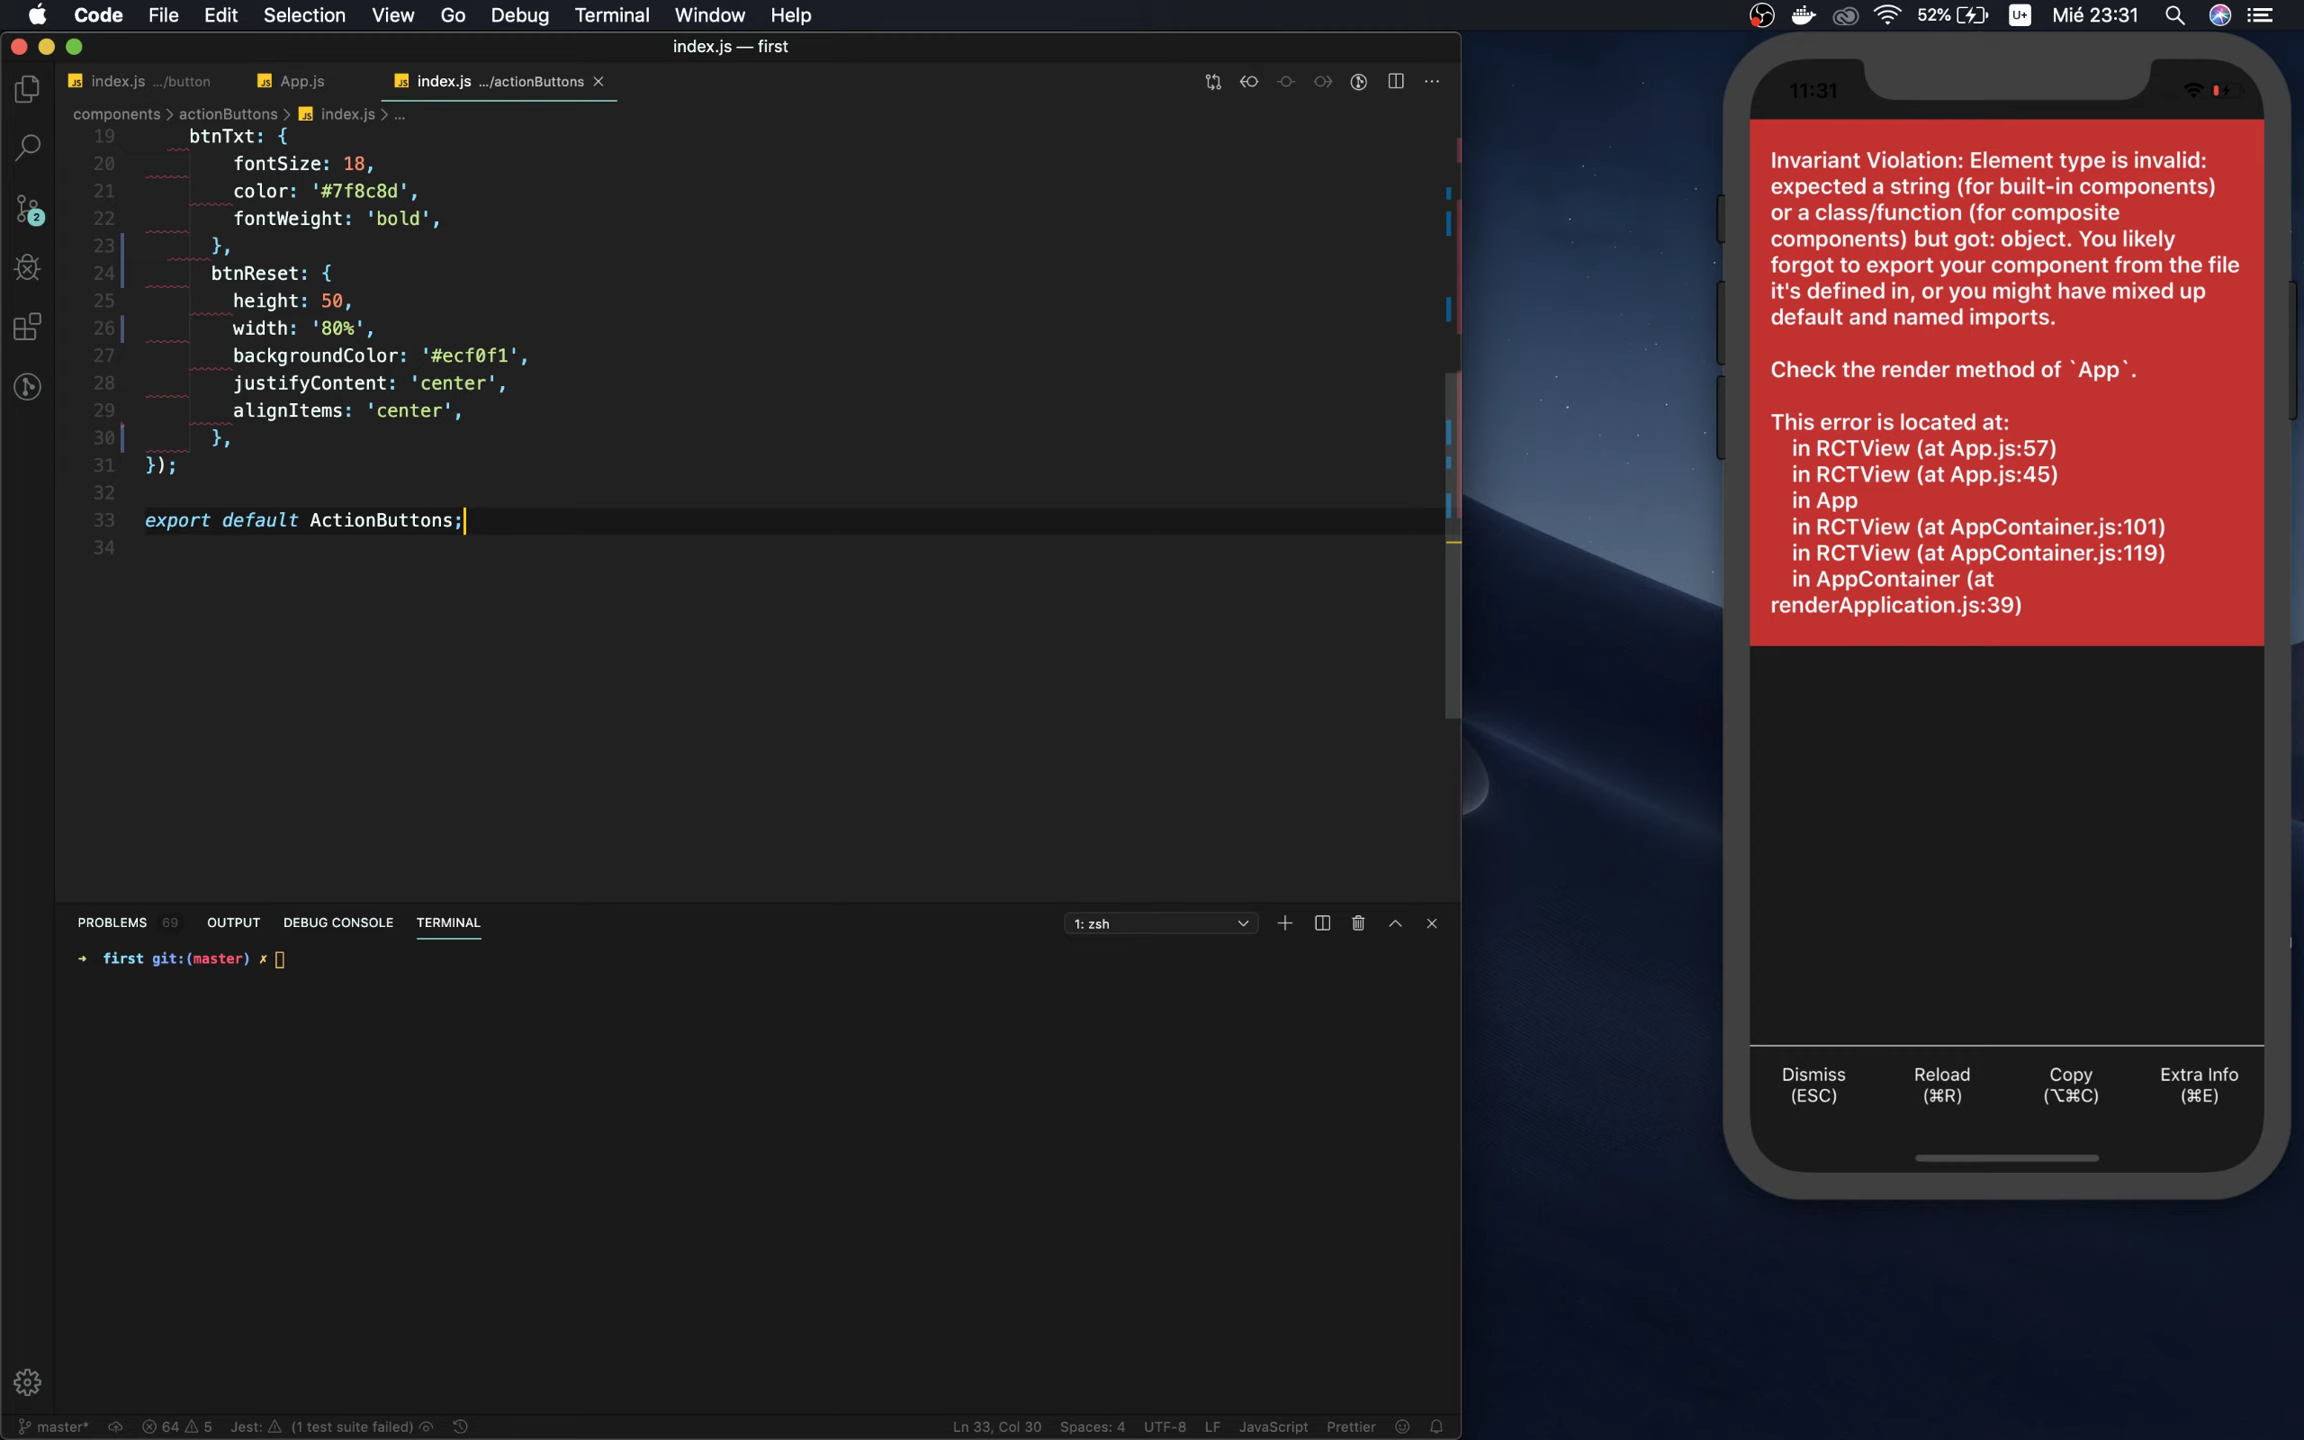 Code File Edit Selection View Go Debug Terminal Window Help
52% U+ Mié 23:31
index.js — first
JS index.js .../button JS App.js JS index.js .../actionButtons
components > actionButtons > JS index.js > ...
19 btnTxt: {
20 fontSize: 18,
21 color: '#7f8c8d',
22 fontWeight: 'bold',
23 },
24 btnReset: {
25 height: 50,
26 width: '80%',
27 backgroundColor: '#ecf0f1',
28 justifyContent: 'center',
29 alignItems: 'center',
30 },
31 });
32
33 export default ActionButtons;
34
2
PROBLEMS 69 OUTPUT DEBUG CONSOLE TERMINAL
1: zsh
➜ first git:(master) ✗
master* 64 5 Jest: (1 test suite failed)
Ln 33, Col 30 Spaces: 4 UTF-8 LF JavaScript Prettier
11:31
Invariant Violation: Element type is invalid:
expected a string (for built-in components)
or a class/function (for composite
components) but got: object. You likely
forgot to export your component from the file
it's defined in, or you might have mixed up
default and named imports.
Check the render method of `App`.
This error is located at:
in RCTView (at App.js:57)
in RCTView (at App.js:45)
in App
in RCTView (at AppContainer.js:101)
in RCTView (at AppContainer.js:119)
in AppContainer (at
renderApplication.js:39)
Dismiss
(ESC)
Reload
(⌘R)
Copy
(⌥⌘C)
Extra Info
(⌘E)